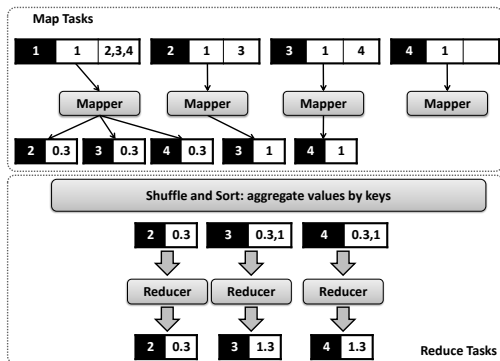 Map Tasks
1 1 2,3,4 2 1 3 3 1 4 4 1
Mapper Mapper Mapper Mapper
2 0.3 3 0.3 4 0.3 3 1 4 1
Shuffle and Sort: aggregate values by keys
2 0.3 3 0.3,1 4 0.3,1
Reducer Reducer Reducer
2 0.3 3 1.3 4 1.3
Reduce Tasks